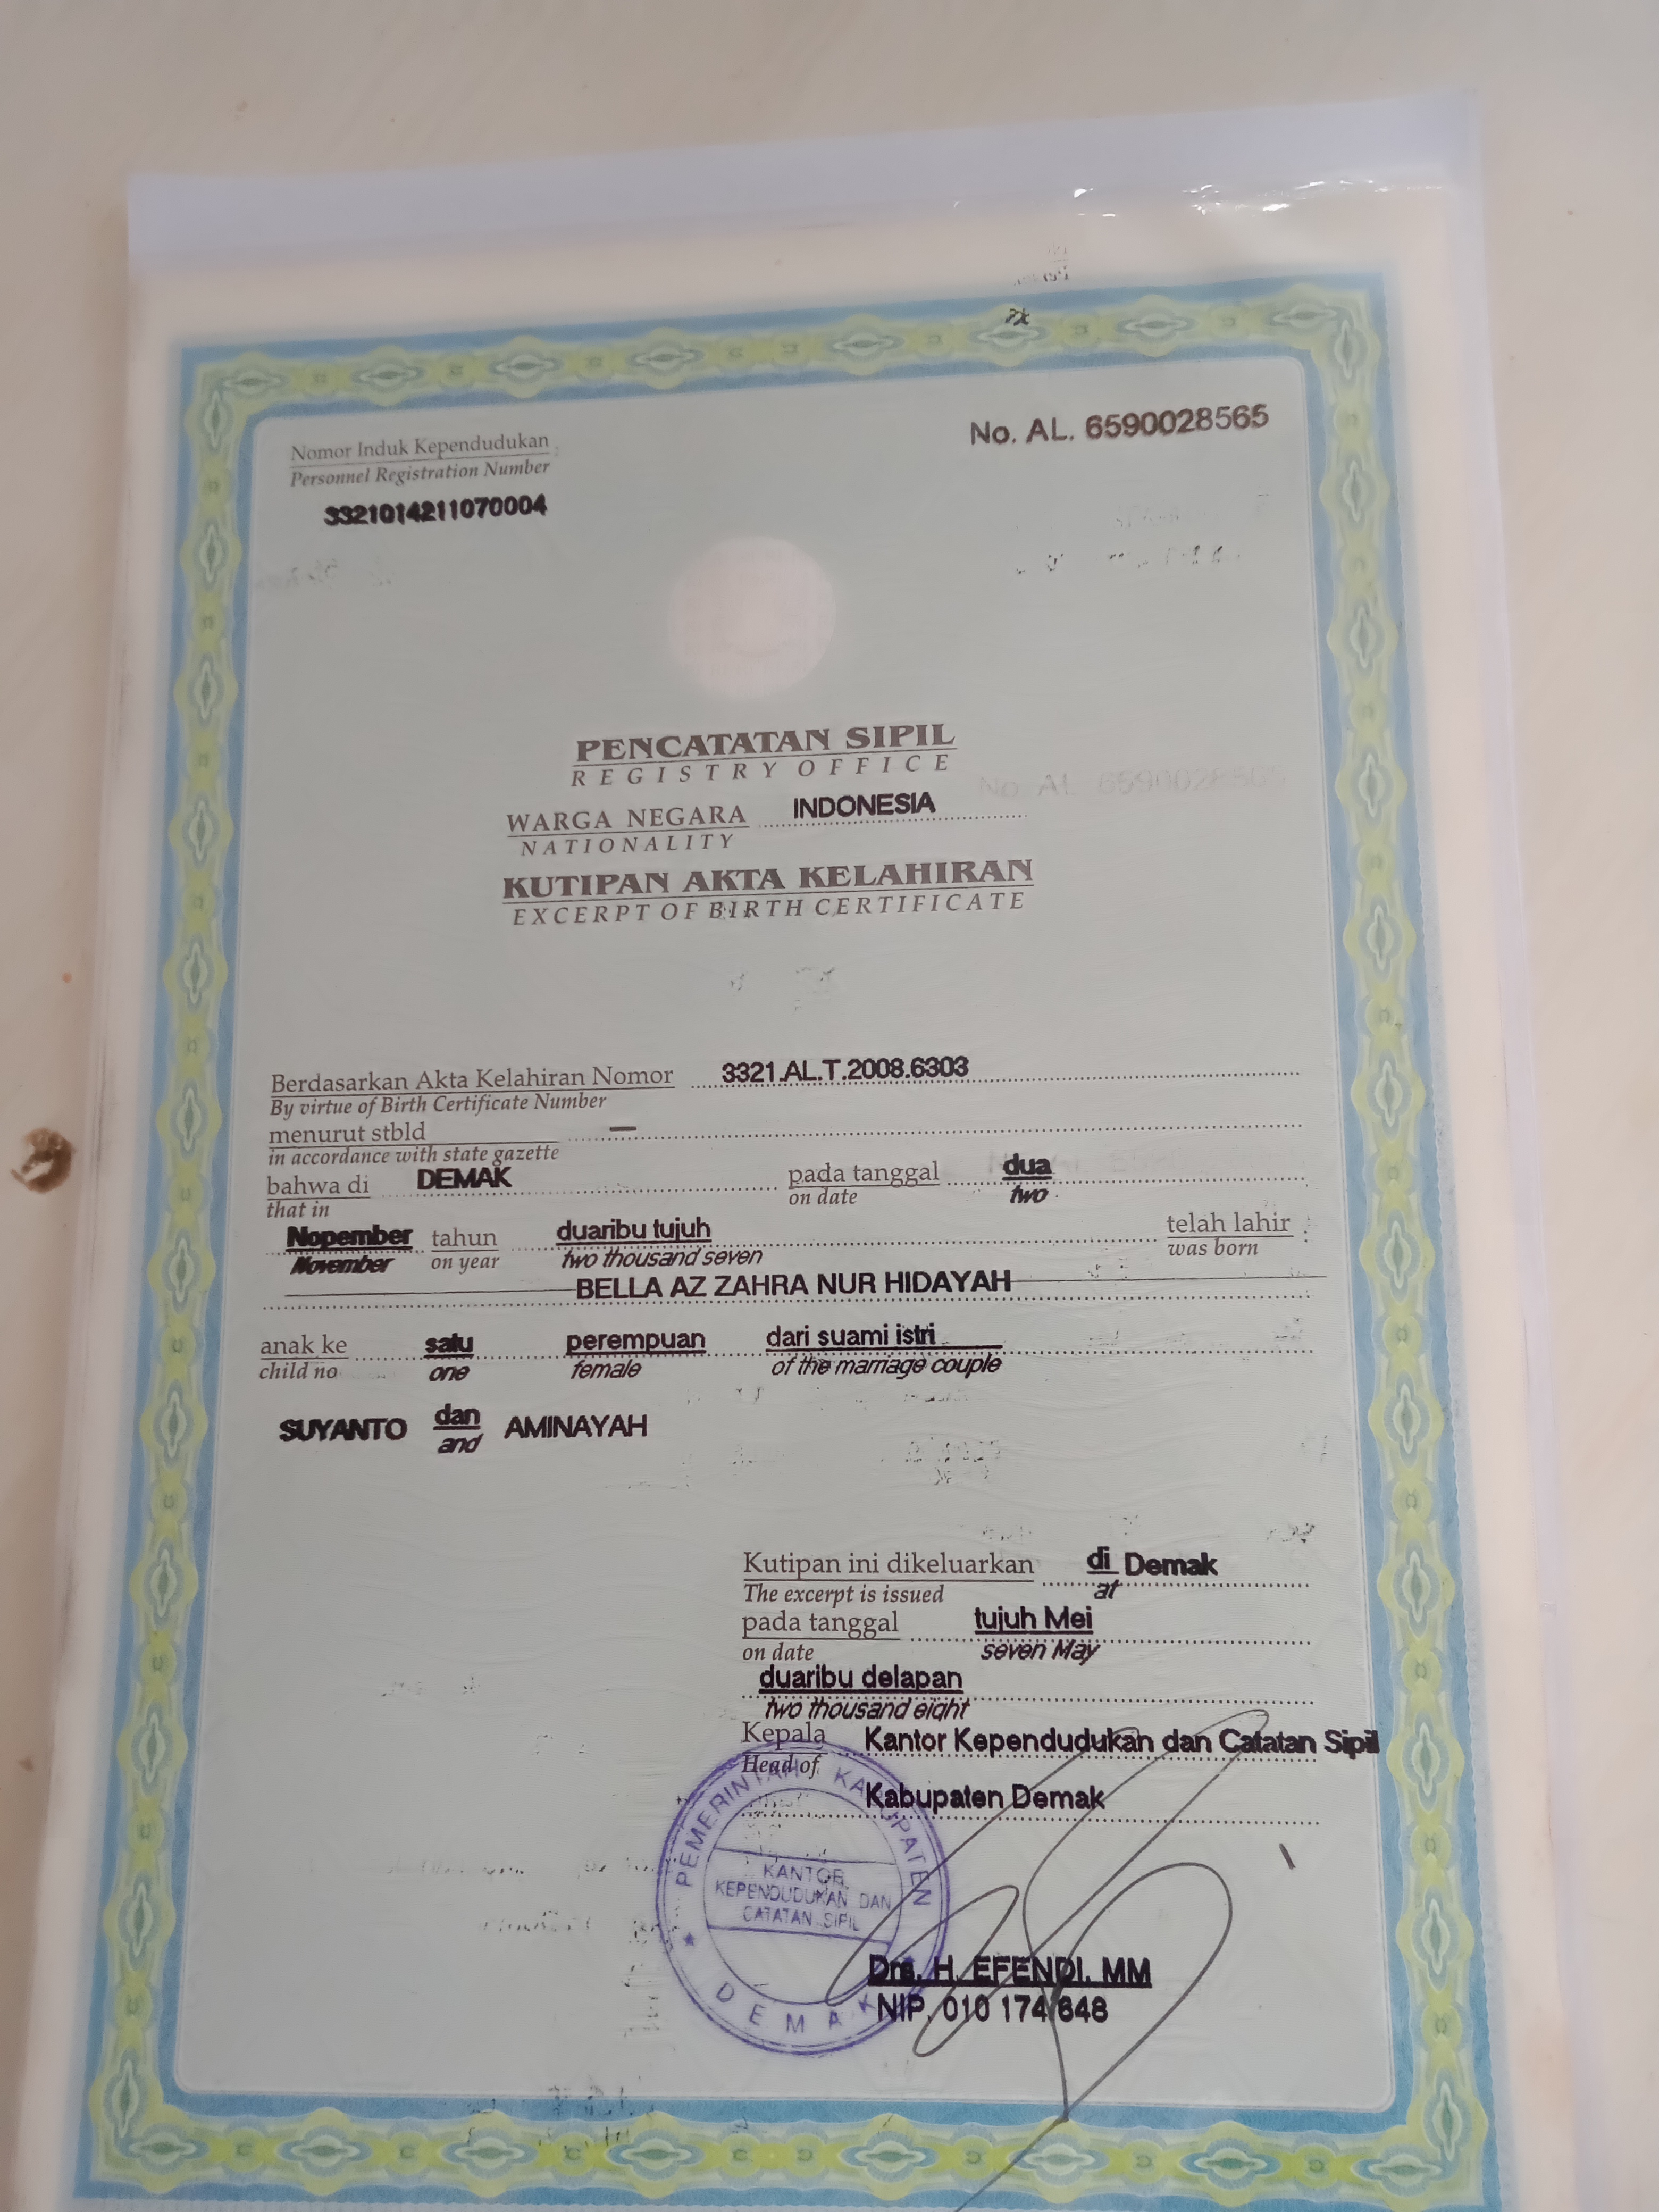 No. AL. 6590028565
Nomor Induk Kependudukan :
Personnel Registration Number
3321014211070004
PENCATATAN SIPIL
REGISTRY OFFICE
WARGA NEGARA INDONESIA
NATIONALITY
KUTIPAN AKTA KELAHIRAN
EXCERPT OF BIRTH CERTIFICATE
Berdasarkan Akta Kelahiran Nomor 3321.AL.T.2008.6303
By virtue of Birth Certificate Number
menurut stbld —
in accordance with state gazette
bahwa di DEMAK pada tanggal dua
that in on date two
Nopember tahun duaribu tujuh telah lahir :
November on year two thousand seven was born
BELLA AZ ZAHRA NUR HIDAYAH
anak ke satu perempuan dari suami istri
child no one female of the marriage couple
SUYANTO dan AMINAYAH
and
Kutipan ini dikeluarkan di Demak
The excerpt is issued at
pada tanggal tujuh Mei
on date seven May
duaribu delapan
two thousand eight
Kepala Kantor Kependudukan dan Catatan Sipil
Head of
Kabupaten Demak
PEMERINTAH KABUPATEN
KANTOR
KEPENDUDUKAN DAN
CATATAN SIPIL
DEMAK
Drs. H. EFENDI, MM
NIP. 010 174 648